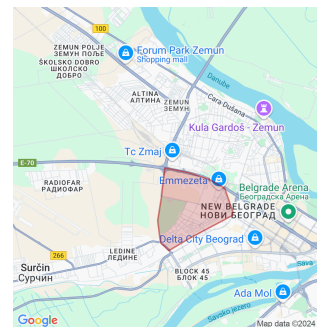 100
ZEMUN POLJE
ЗЕМУН ПОЉЕ
Forum Park Zemun
Shopping mall
ŠKOLSKO DOBRO
ШКОЛСКО
ДОБРО
Danube
ALTINA
АЛТИНА
ZEMUN
ЗЕМУН
Cara Dušana
Kula Gardoš - Zemun
Tc Zmaj
E-70
RADIOFAR
РАДИОФАР
Emmezeta
Belgrade Arena
Београдска Арена
NEW BELGRADE
НОВИ БЕОГРАД
Delta City Beograd
LEDINE
ЛЕДИНЕ
266
Surčin
Сурчин
BLOCK 45
БЛОК 45
Sava
Ada Mol
Savsko jezero
Google
Map data ©2024